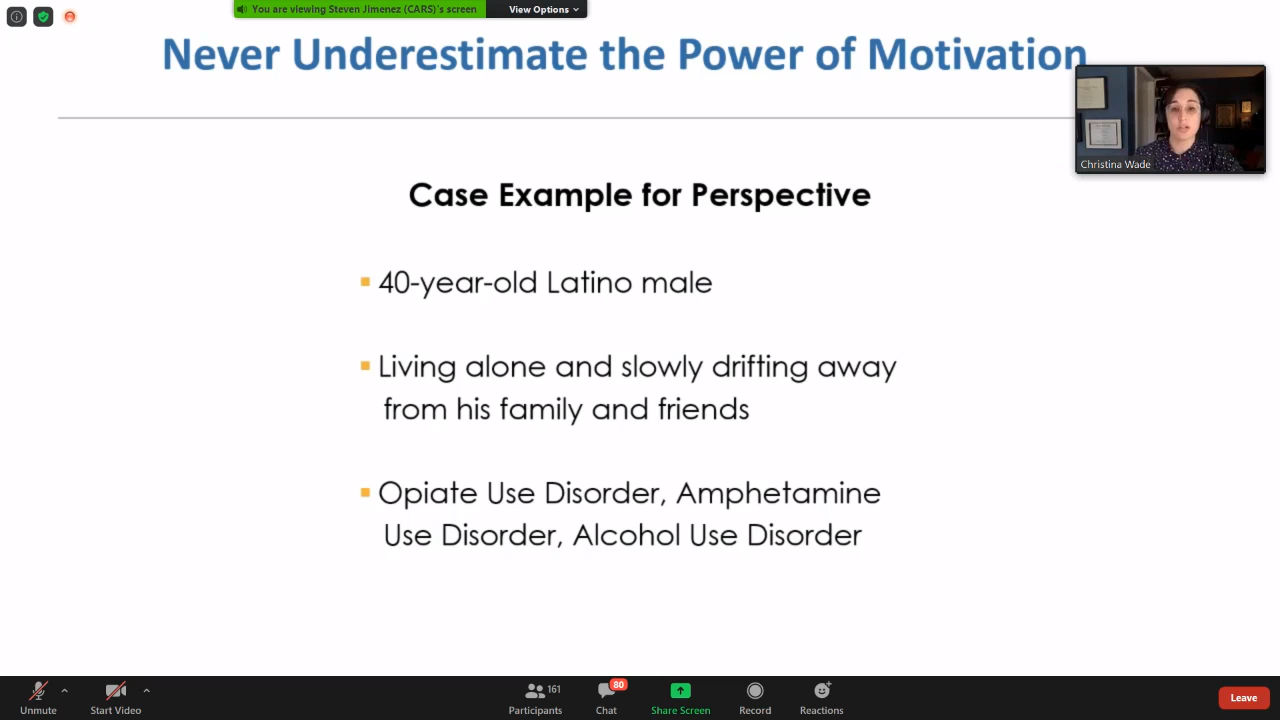 You are viewing Steven Jimenez (CARS)'s screen
View Options
Never Underestimate the Power of Motivation
Christina Wade
Case Example for Perspective
40-year-old Latino male
Living alone and slowly drifting away
from his family and friends
Opiate Use Disorder, Amphetamine
Use Disorder, Alcohol Use Disorder
Unmute
Start Video
161
Participants
80
Chat
Share Screen
Record
Reactions
Leave